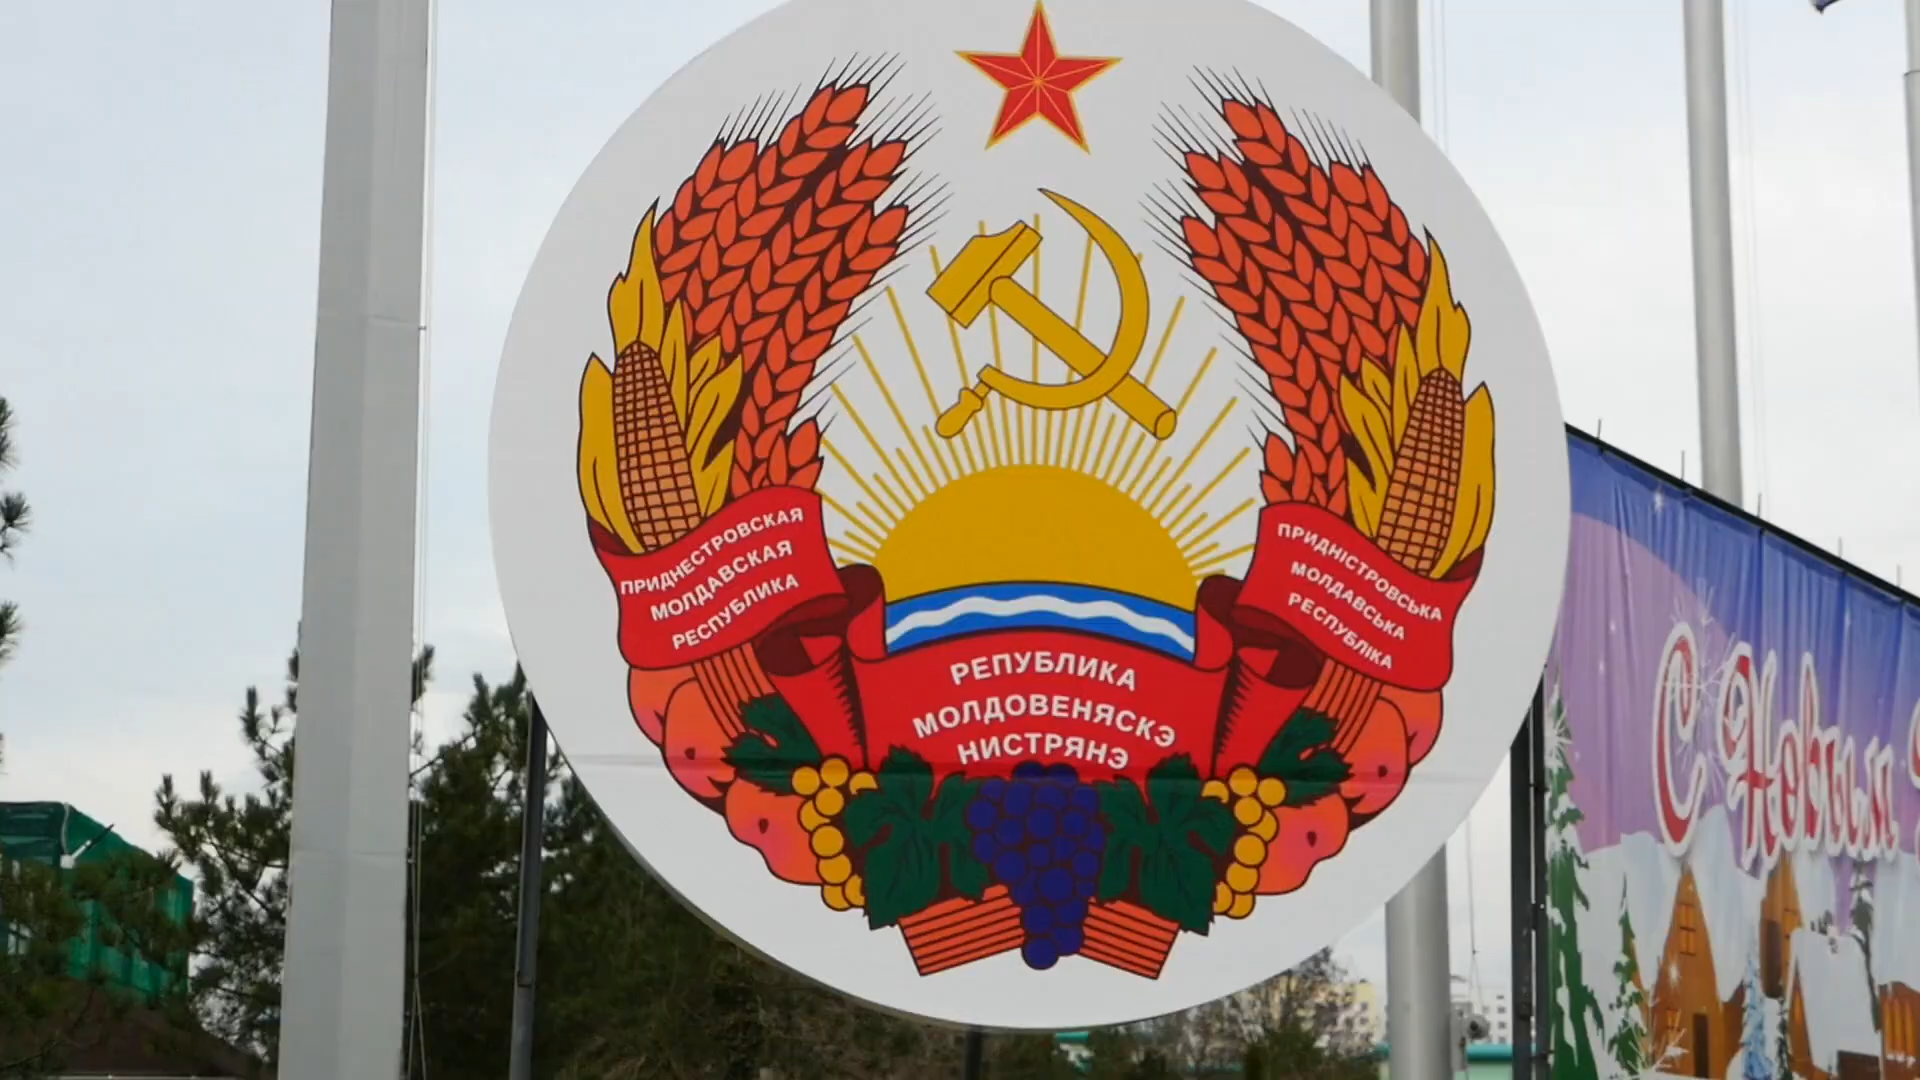 ПРИДНЕСТРОВСКАЯ
МОЛДАВСКАЯ
РЕСПУБЛИКА
РЕПУБЛИКА
МОЛДОВЕНЯСКЭ
НИСТРЯНЭ
ПРИДНІСТРОВСЬКА
МОЛДАВСЬКА
РЕСПУБЛІКА
С Новым